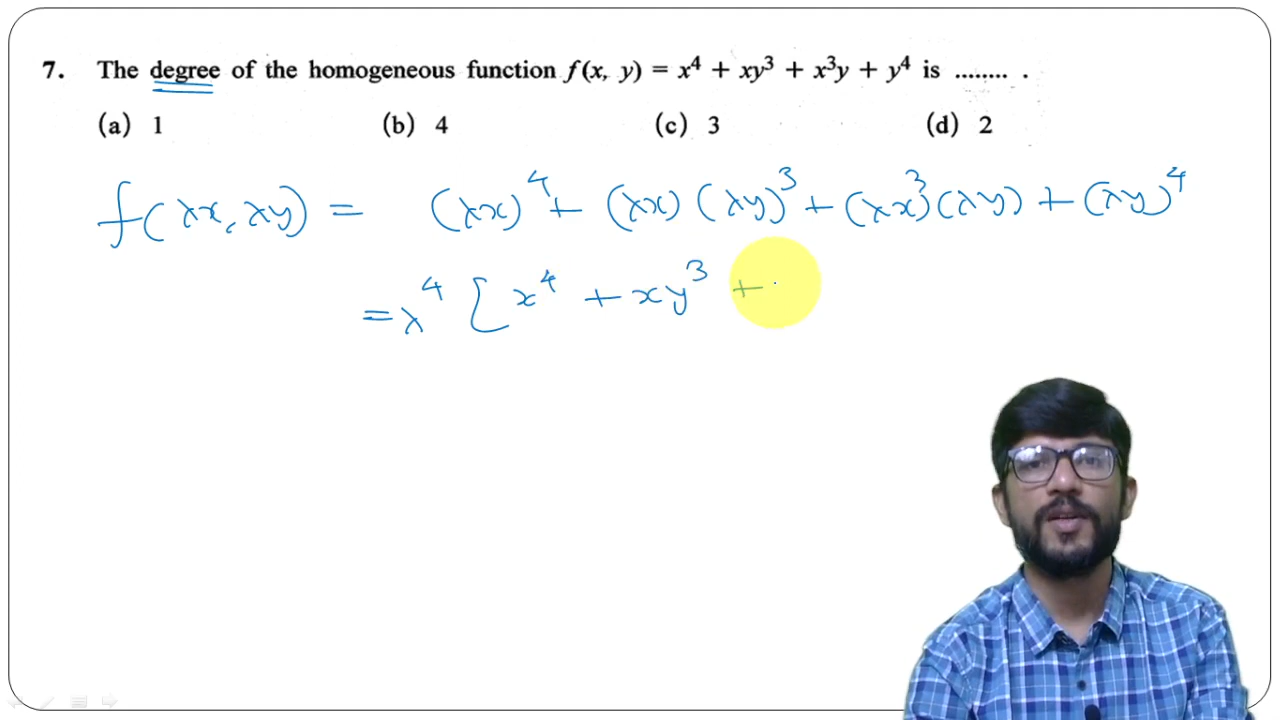 7. The degree of the homogeneous function f(x, y) = x⁴ + xy³ + x³y + y⁴ is ........ .
(a) 1 (b) 4 (c) 3 (d) 2
f(λx, λy) = (λx)⁴ + (λx)(λy)³ + (λx)³(λy) + (λy)⁴
= λ⁴ [x⁴ + xy³ +